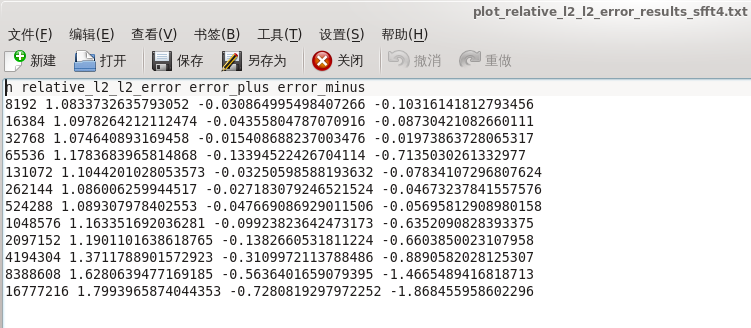 plot_relative_l2_l2_error_results_sfft4.txt
文件(F) 编辑(E) 查看(V) 书签(B) 工具(T) 设置(S) 帮助(H)
新建 打开 保存 另存为 关闭 撤消 重做
n relative_l2_l2_error error_plus error_minus
8192 1.0833732635793052 -0.030864995498407266 -0.10316141812793456
16384 1.0978264212112474 -0.04355804787070916 -0.08730421082660111
32768 1.074640893169458 -0.015408688237003476 -0.01973863728065317
65536 1.1783683965814868 -0.13394522426704114 -0.7135030261332977
131072 1.1044201028053573 -0.03250598588193632 -0.07834107296807624
262144 1.086006259944517 -0.027183079246521524 -0.04673237841557576
524288 1.089307978402553 -0.047669086929011506 -0.05695812908980158
1048576 1.163351692036281 -0.09923823642473173 -0.6352090828393375
2097152 1.1901101638618765 -0.1382660531811224 -0.6603850023107958
4194304 1.3711788901572923 -0.3109972113788486 -0.8890582028125307
8388608 1.6280639477169185 -0.5636401659079395 -1.4665489416818713
16777216 1.7993965874044353 -0.7280819297972252 -1.868455958602296